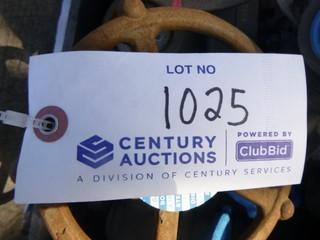 LOT NO
1025
CENTURY AUCTIONS
POWERED BY
ClubBid
A DIVISION OF CENTURY SERVICES